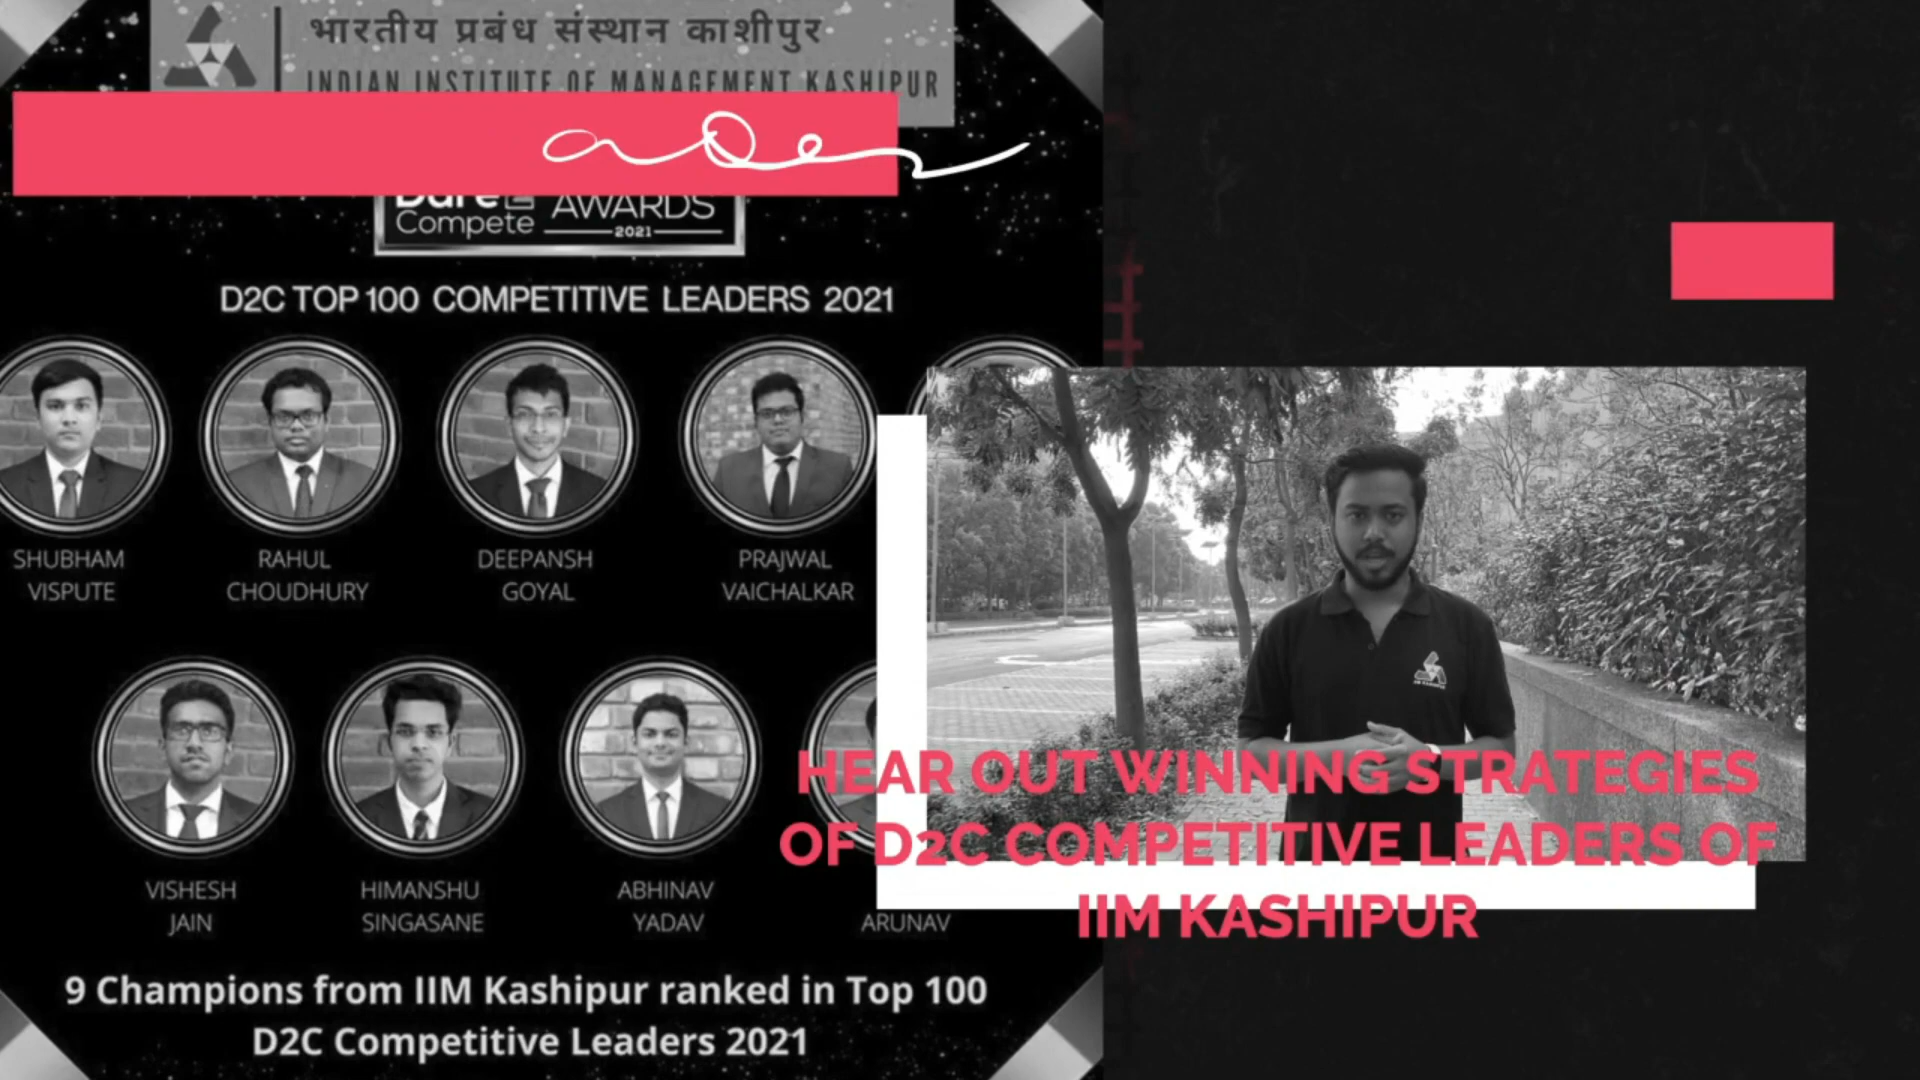 भारतीय प्रबंध संस्थान काशीपुर
INDIAN INSTITUTE OF MANAGEMENT KASHIPUR
Dare2
Compete
AWARDS
2021
D2C TOP 100 COMPETITIVE LEADERS 2021
SHUBHAM
VISPUTE
RAHUL
CHOUDHURY
DEEPANSH
GOYAL
PRAJWAL
VAICHALKAR
VISHESH
JAIN
HIMANSHU
SINGASANE
ABHINAV
YADAV
ARUNAV
9 Champions from IIM Kashipur ranked in Top 100
D2C Competitive Leaders 2021
HEAR OUT WINNING STRATEGIES
OF D2C COMPETITIVE LEADERS OF
IIM KASHIPUR